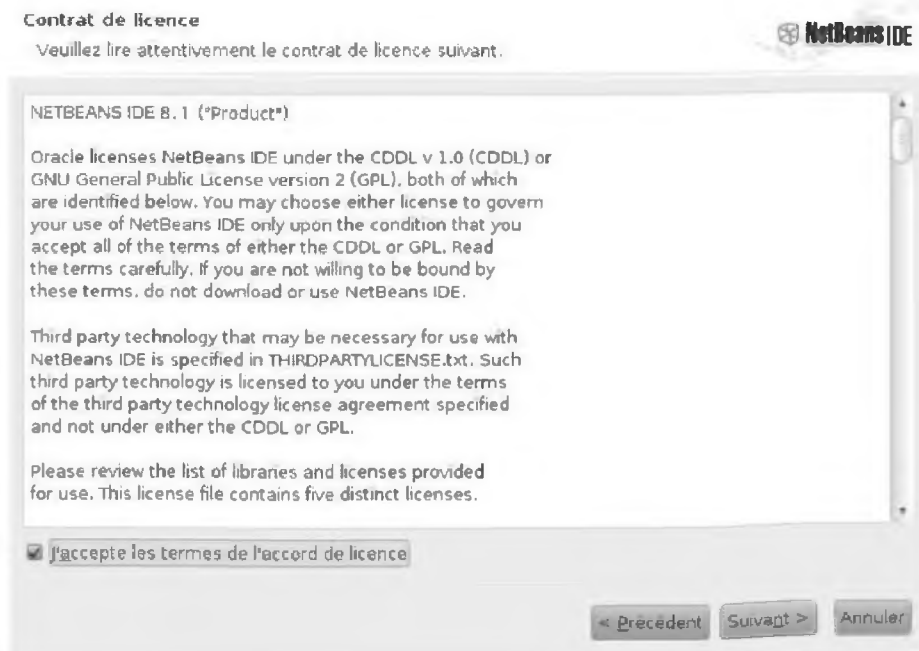 Contrat de licence
Veuillez lire attentivement le contrat de licence suivant.
NetBeans IDE
NETBEANS IDE 8.1 ("Product")
Oracle licenses NetBeans IDE under the CDDL v 1.0 (CDDL) or
GNU General Public License version 2 (GPL), both of which
are identified below. You may choose either license to govern
your use of NetBeans IDE only upon the condition that you
accept all of the terms of either the CDDL or GPL. Read
the terms carefully. If you are not willing to be bound by
these terms, do not download or use NetBeans IDE.
Third party technology that may be necessary for use with
NetBeans IDE is specified in THIRDPARTYLICENSE.txt. Such
third party technology is licensed to you under the terms
of the third party technology license agreement specified
and not under either the CDDL or GPL.
Please review the list of libraries and licenses provided
for use. This license file contains five distinct licenses.
J'accepte les termes de l'accord de licence
< Précédent
Suivant >
Annuler